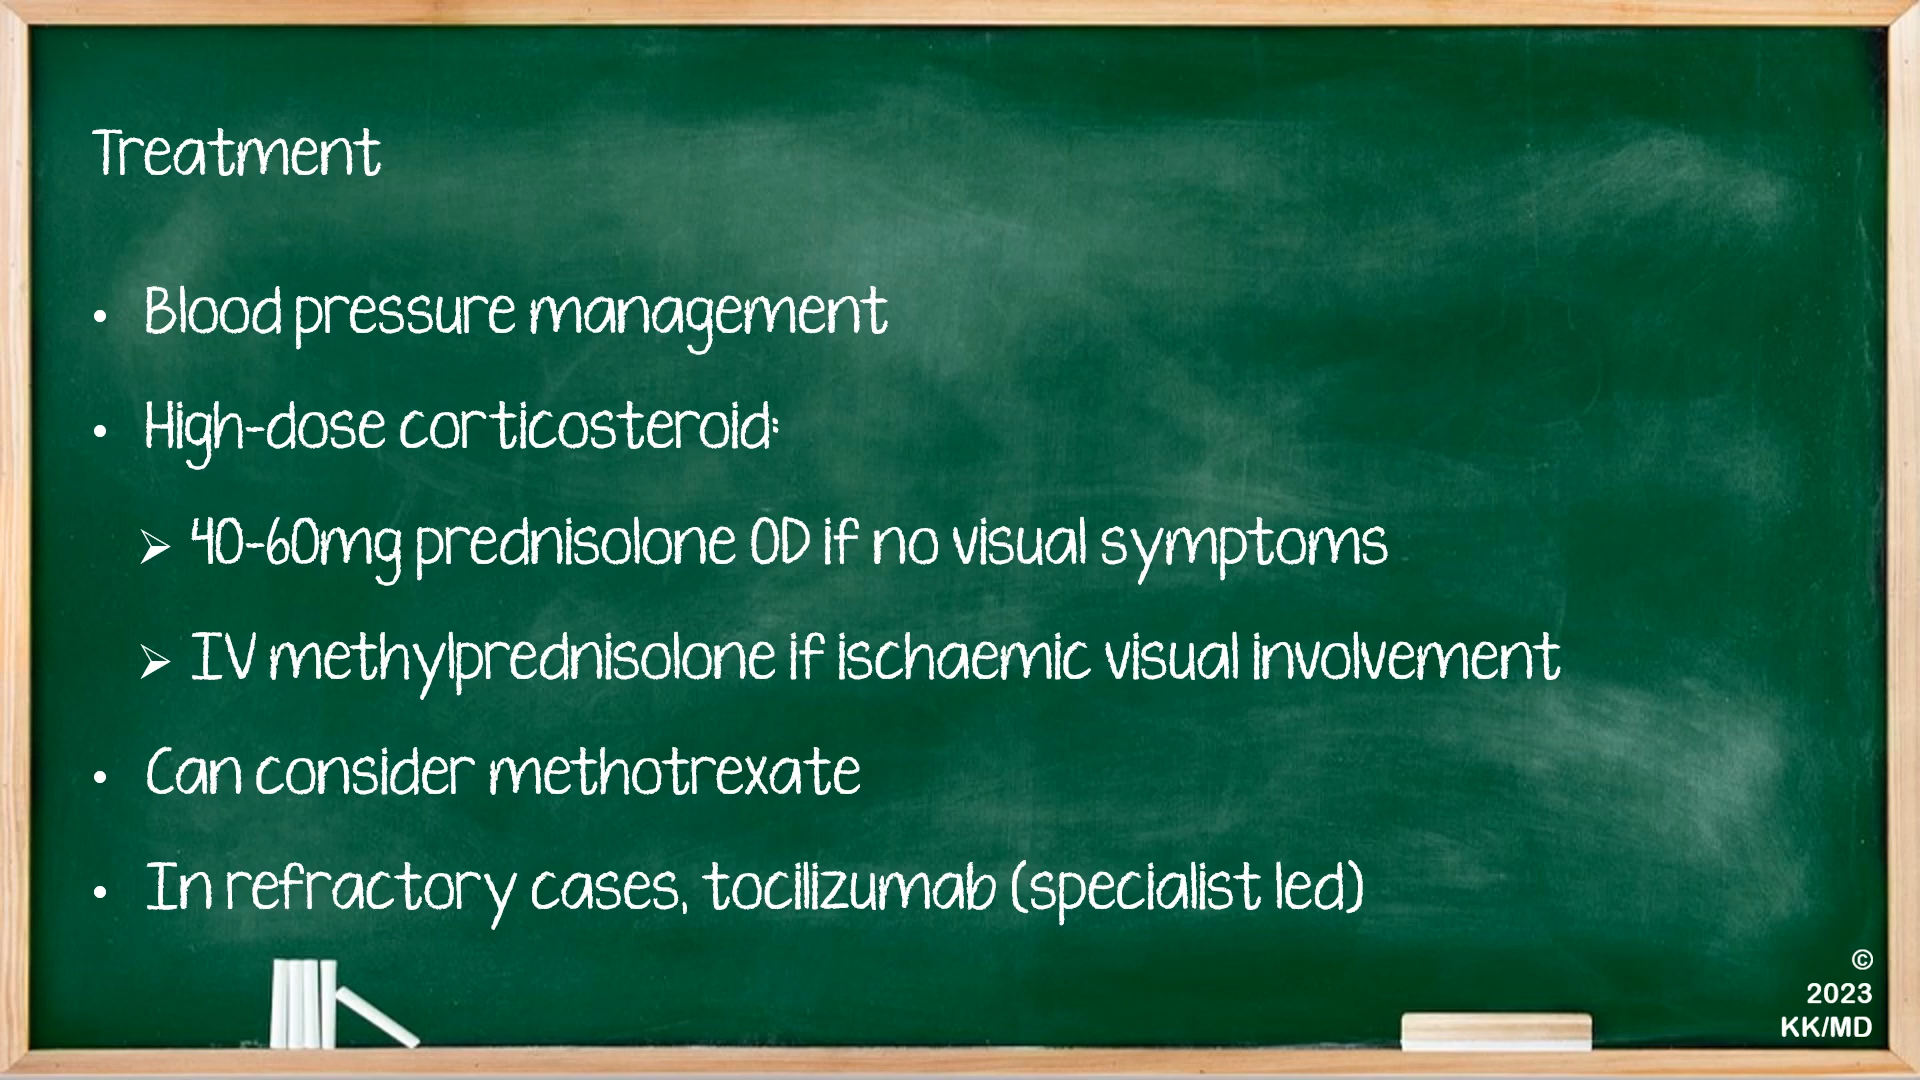 Treatment
• Blood pressure management
• High-dose corticosteroid:
➢ 40-60mg prednisolone OD if no visual symptoms
➢ IV methylprednisolone if ischaemic visual involvement
• Can consider methotrexate
• In refractory cases, tocilizumab (specialist led)
©
2023
KK/MD